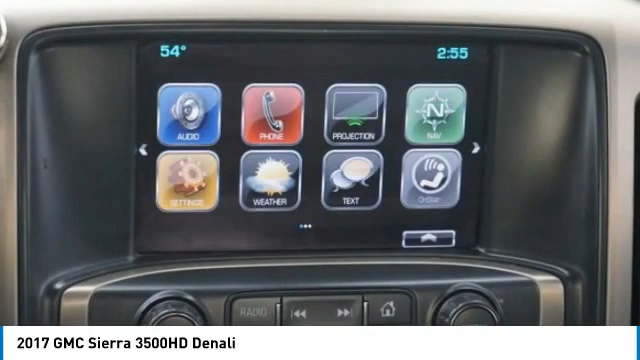 54° 2:55
AUDIO PHONE PROJECTION NAV
SETTINGS WEATHER TEXT OnStar
RADIO
2017 GMC Sierra 3500HD Denali